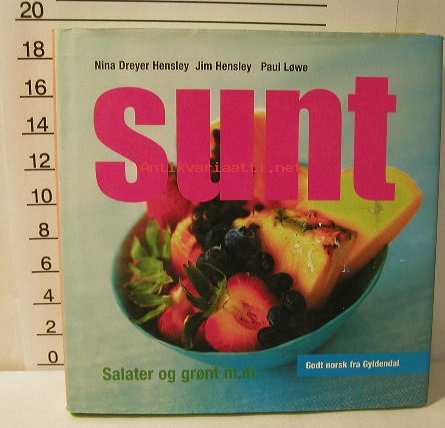 20
18
16
14
12
10
8
6
4
2
0
Nina Dreyer Hensley Jim Hensley Paul Løwe
sunt
Antikvariaatti.net
Salater og grønt m.m.
Godt norsk fra Gyldendal